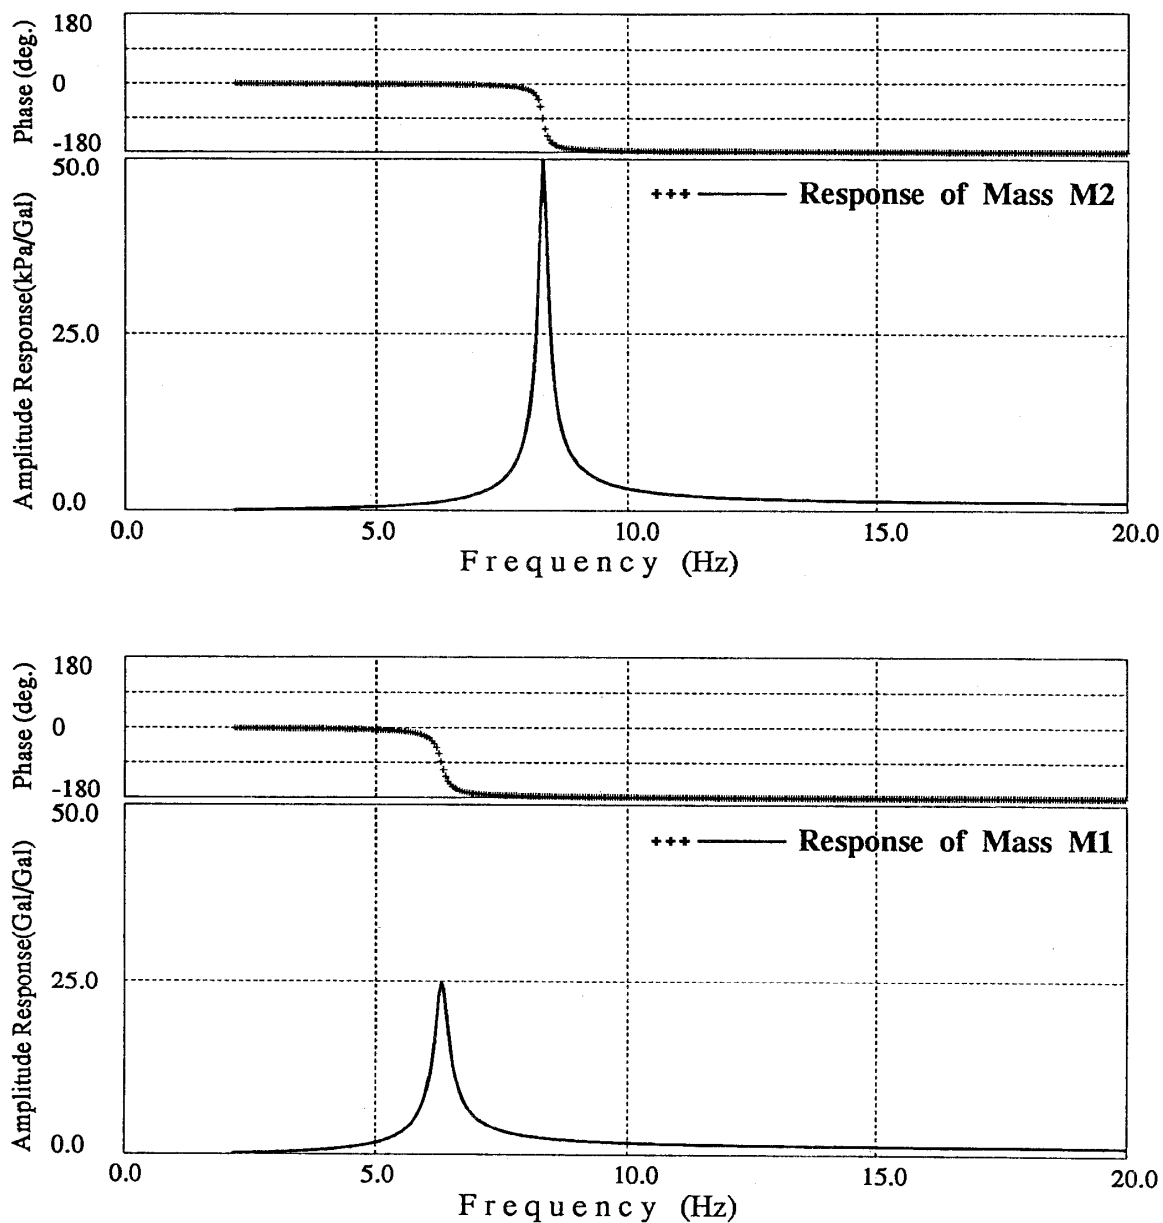 180
0
-180
Phase (deg.)
50.0
25.0
0.0
Amplitude Response(kPa/Gal)
+++ Response of Mass M2
0.0 5.0 10.0 15.0 20.0
Frequency (Hz)
180
0
-180
Phase (deg.)
50.0
25.0
0.0
Amplitude Response(Gal/Gal)
+++ Response of Mass M1
0.0 5.0 10.0 15.0 20.0
Frequency (Hz)